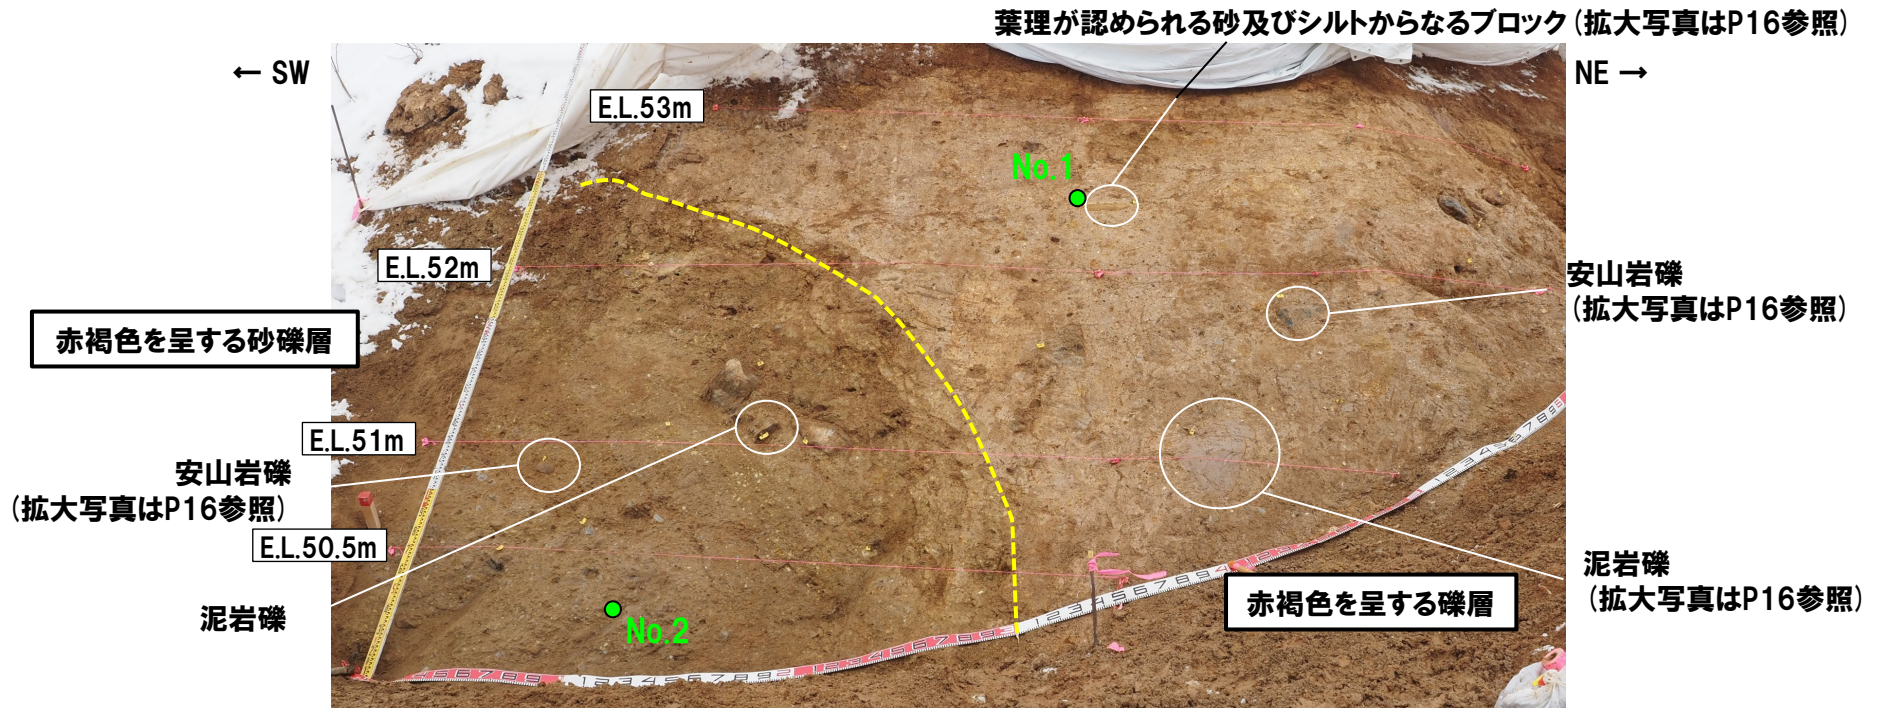 葉理が認められる砂及びシルトからなるブロック(拡大写真はP16参照)
← SW
NE →
E.L.53m
No.1
E.L.52m
安山岩礫
(拡大写真はP16参照)
赤褐色を呈する砂礫層
E.L.51m
安山岩礫
(拡大写真はP16参照)
E.L.50.5m
泥岩礫
(拡大写真はP16参照)
赤褐色を呈する礫層
泥岩礫
No.2